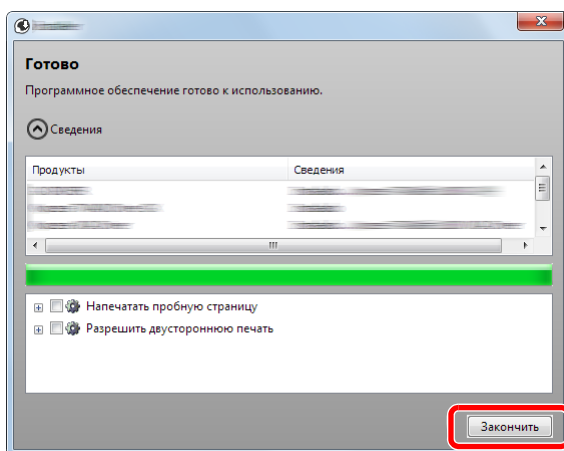 Готово
Программное обеспечение готово к использованию.
Сведения
Продукты Сведения
Напечатать пробную страницу
Разрешить двустороннюю печать
Закончить